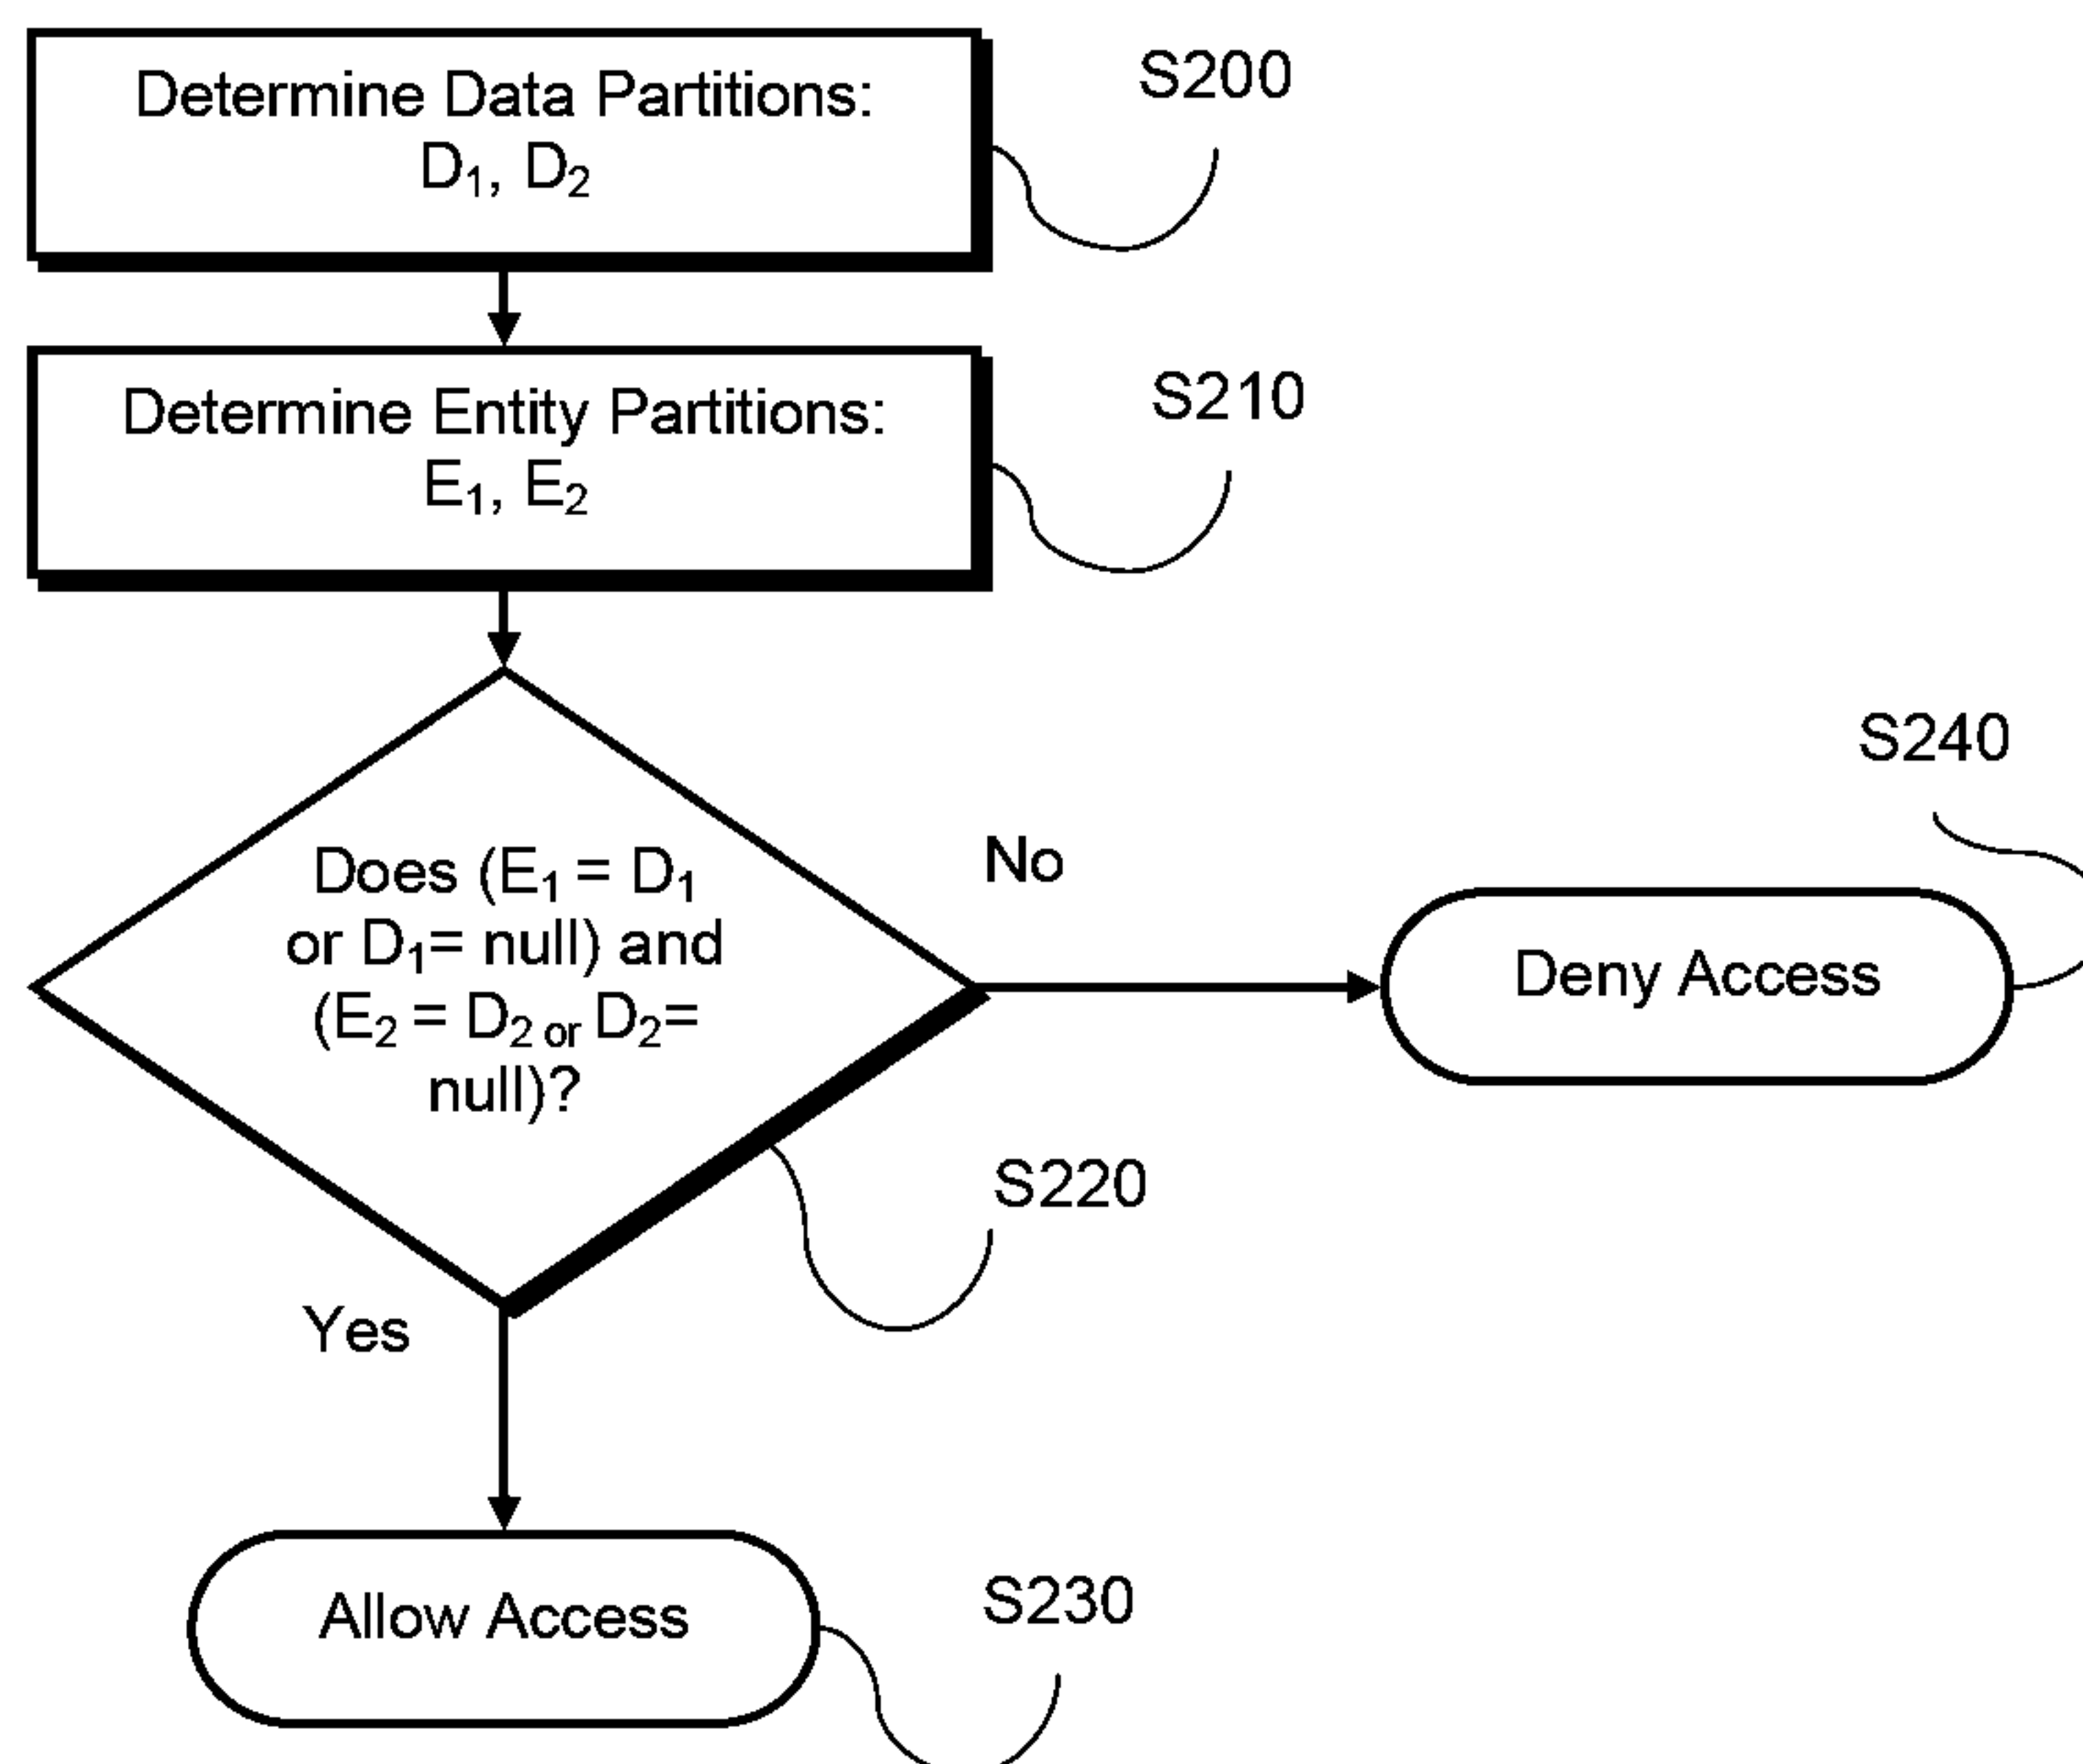 Determine Data Partitions:
D₁, D₂
S200
Determine Entity Partitions:
E₁, E₂
S210
Does (E₁ = D₁
or D₁= null) and
(E₂ = D₂ or D₂=
null)?
No
S240
Deny Access
S220
Yes
Allow Access
S230